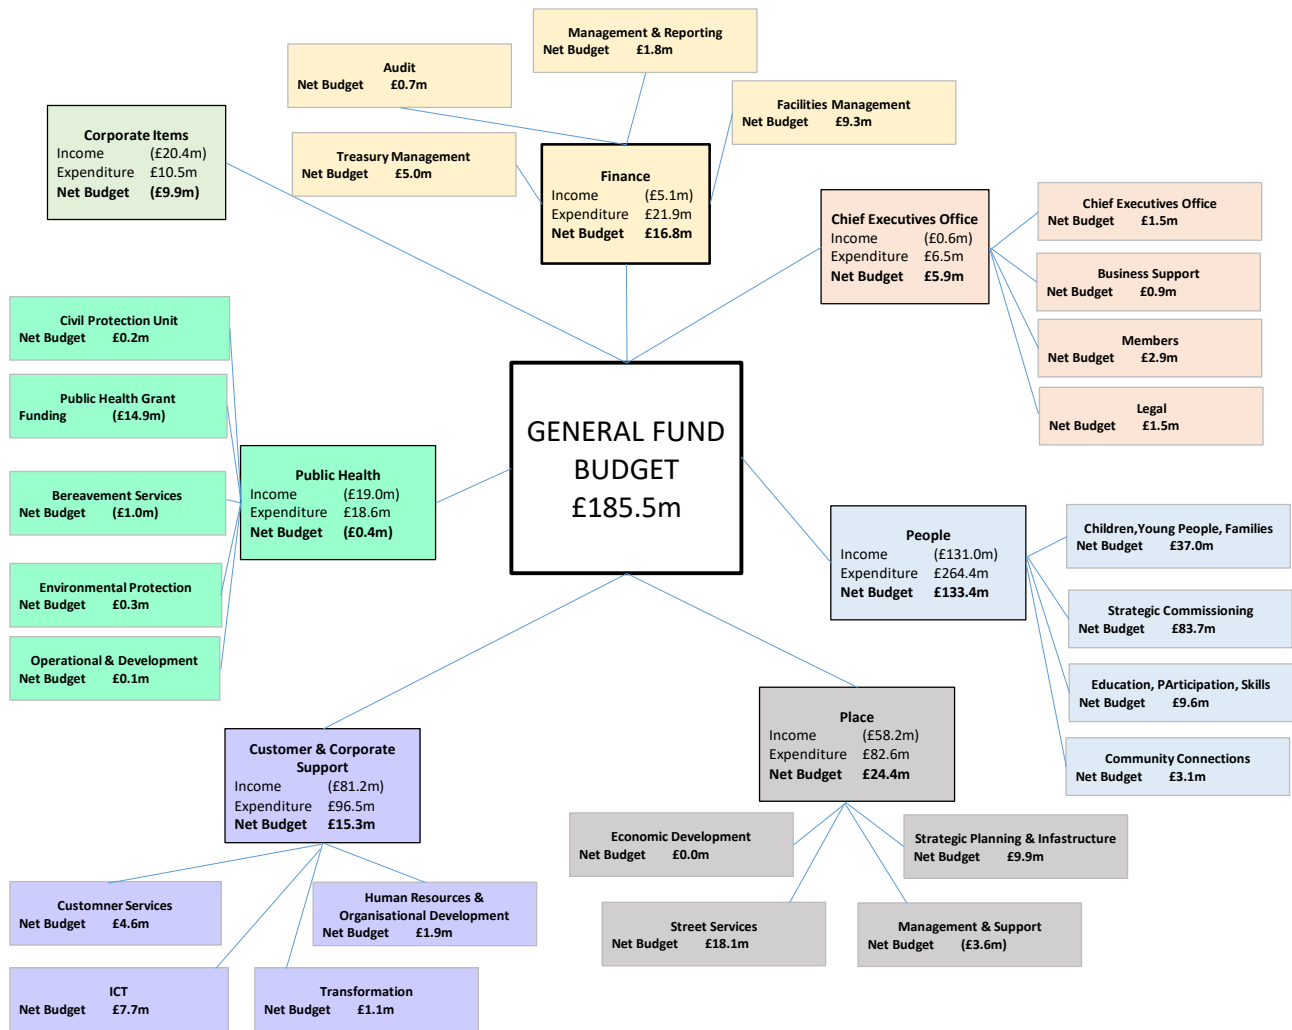 Management & Reporting
Net Budget £1.8m
Audit
Net Budget £0.7m
Facilities Management
Net Budget £9.3m
Treasury Management
Net Budget £5.0m
Corporate Items
Income (£20.4m)
Expenditure £10.5m
Net Budget (£9.9m)
Finance
Income (£5.1m)
Expenditure £21.9m
Net Budget £16.8m
Chief Executives Office
Income (£0.6m)
Expenditure £6.5m
Net Budget £5.9m
Chief Executives Office
Net Budget £1.5m
Business Support
Net Budget £0.9m
Members
Net Budget £2.9m
Legal
Net Budget £1.5m
Civil Protection Unit
Net Budget £0.2m
Public Health Grant
Funding (£14.9m)
Bereavement Services
Net Budget (£1.0m)
Environmental Protection
Net Budget £0.3m
Operational & Development
Net Budget £0.1m
Public Health
Income (£19.0m)
Expenditure £18.6m
Net Budget (£0.4m)
GENERAL FUND
BUDGET
£185.5m
People
Income (£131.0m)
Expenditure £264.4m
Net Budget £133.4m
Children,Young People, Families
Net Budget £37.0m
Strategic Commissioning
Net Budget £83.7m
Education, PArticipation, Skills
Net Budget £9.6m
Community Connections
Net Budget £3.1m
Customer & Corporate
Support
Income (£81.2m)
Expenditure £96.5m
Net Budget £15.3m
Place
Income (£58.2m)
Expenditure £82.6m
Net Budget £24.4m
Economic Development
Net Budget £0.0m
Strategic Planning & Infastructure
Net Budget £9.9m
Street Services
Net Budget £18.1m
Management & Support
Net Budget (£3.6m)
Customner Services
Net Budget £4.6m
Human Resources &
Organisational Development
Net Budget £1.9m
ICT
Net Budget £7.7m
Transformation
Net Budget £1.1m